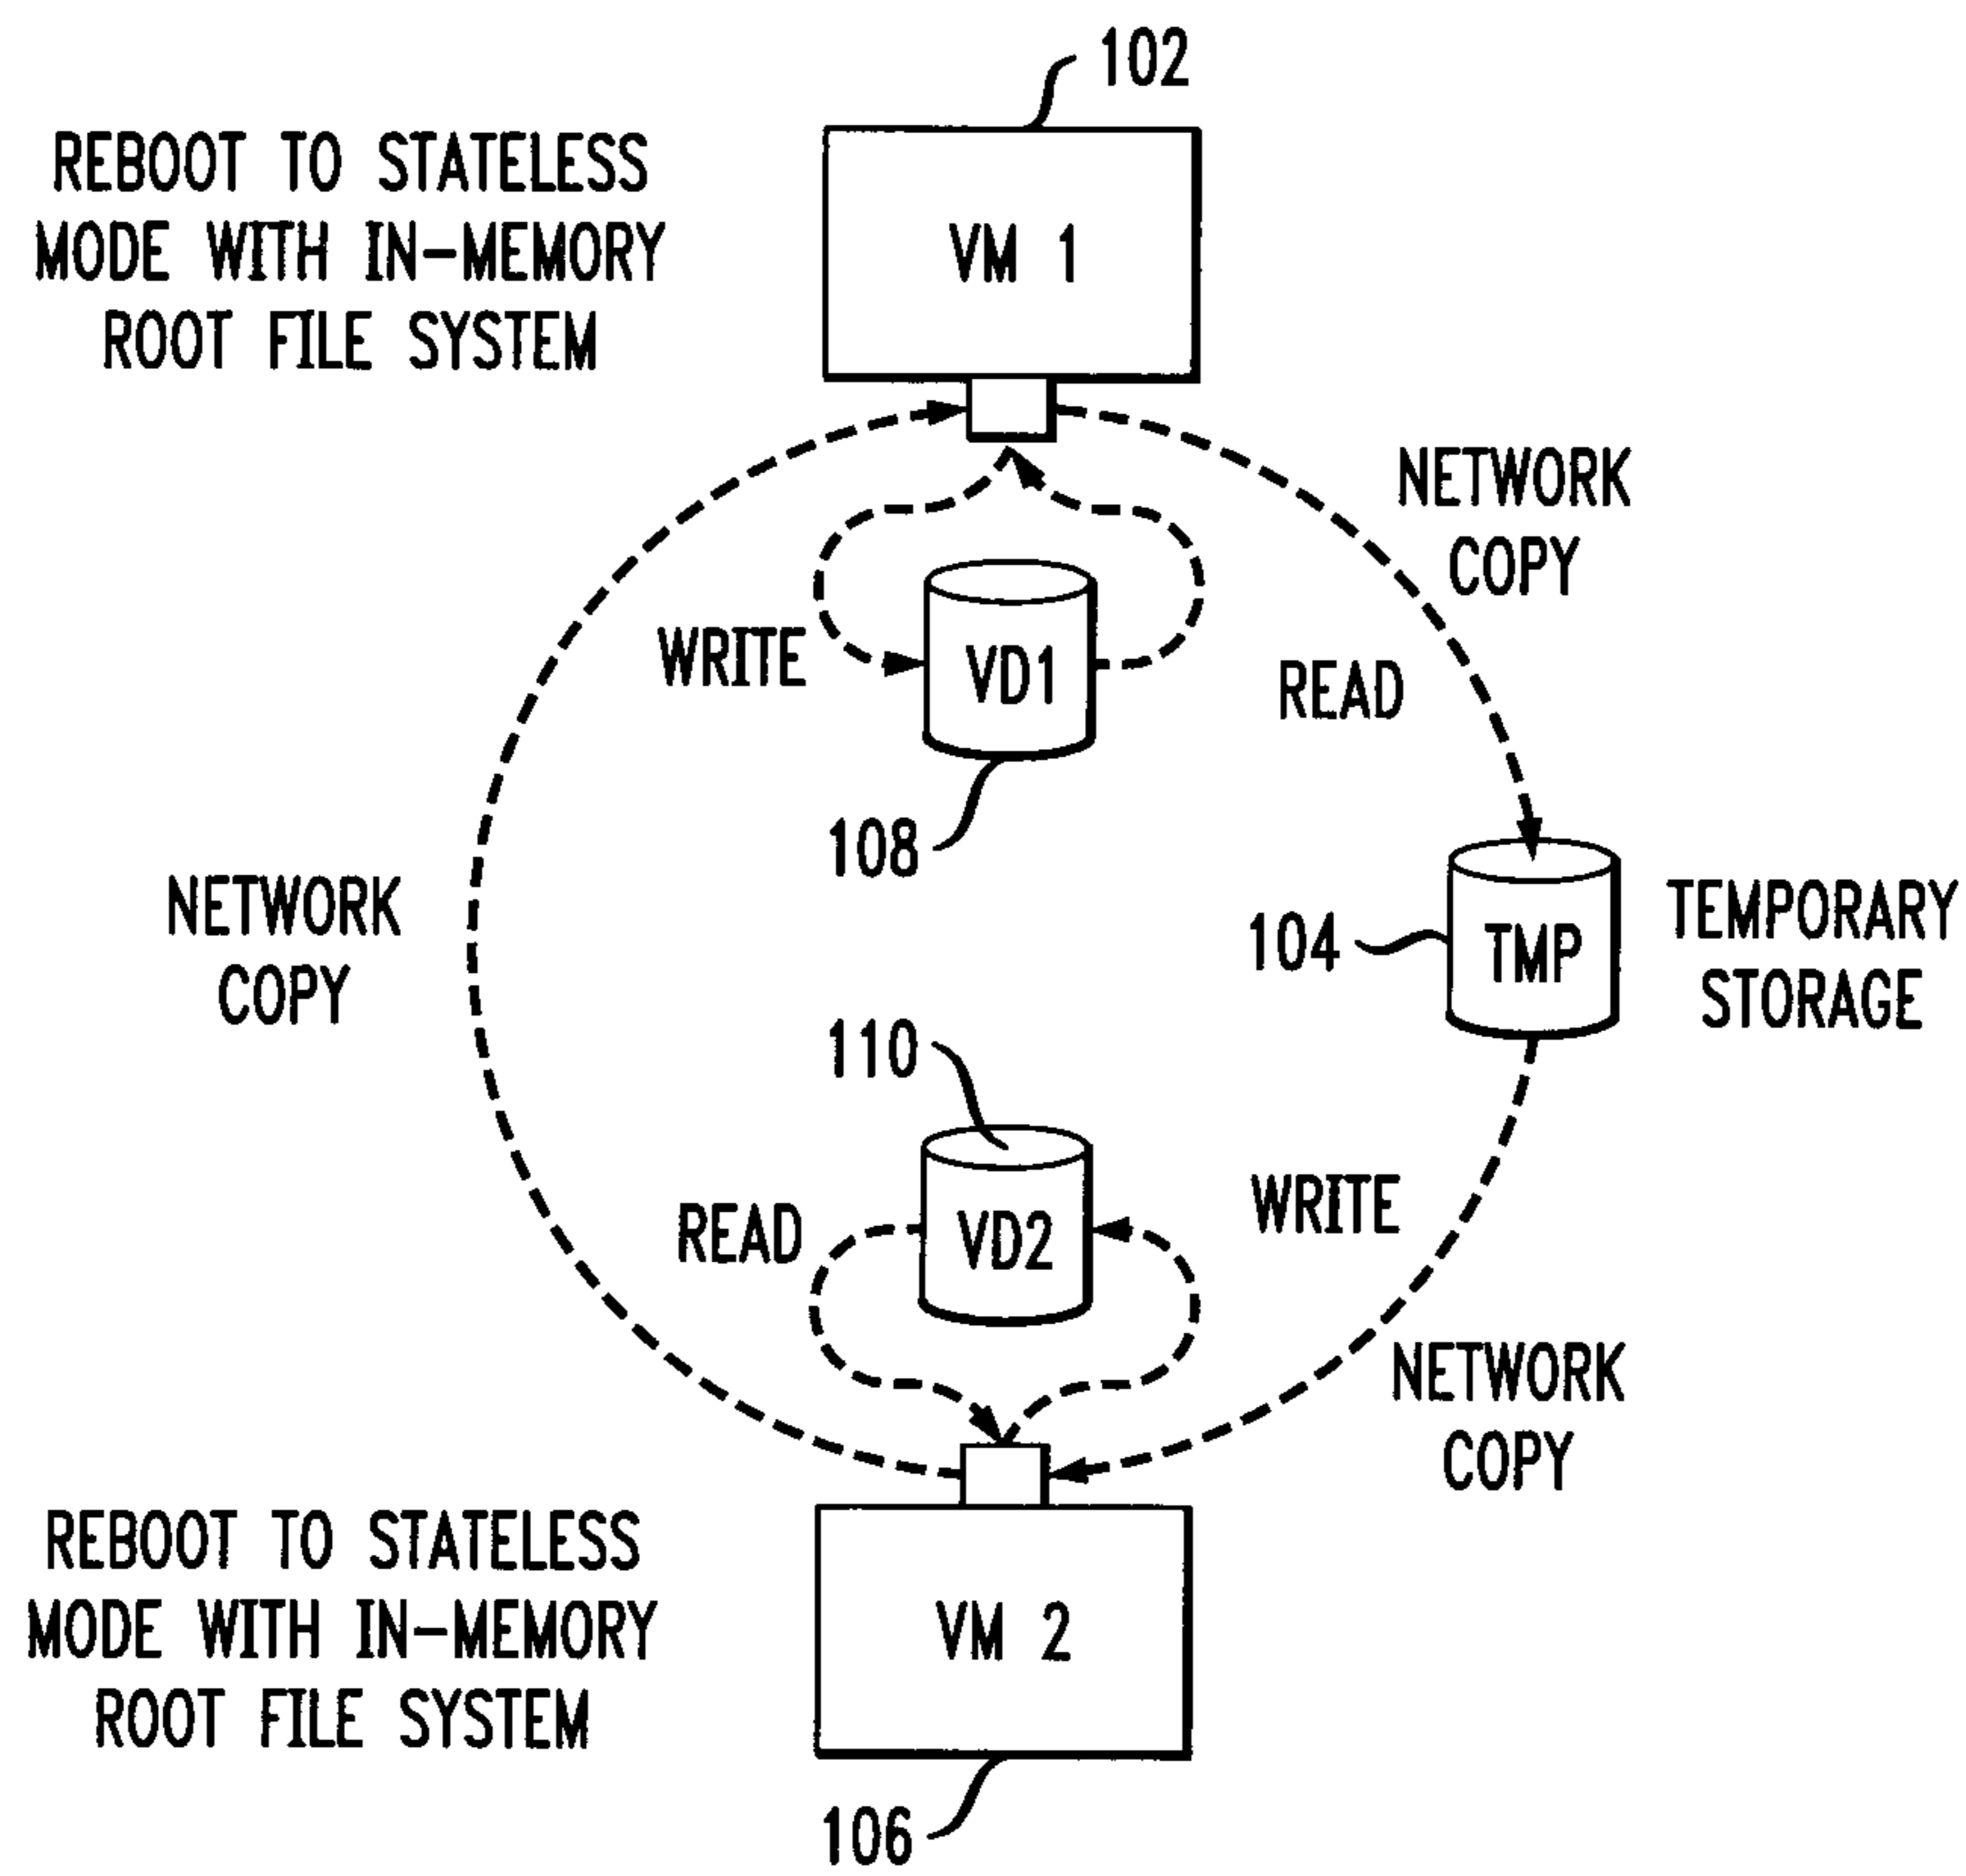 102
REBOOT TO STATELESS
MODE WITH IN-MEMORY
ROOT FILE SYSTEM
VM 1
NETWORK
COPY
WRITE
VD1
READ
108
NETWORK
COPY
104
TMP
TEMPORARY
STORAGE
110
READ
VD2
WRITE
NETWORK
COPY
REBOOT TO STATELESS
MODE WITH IN-MEMORY
ROOT FILE SYSTEM
VM 2
106